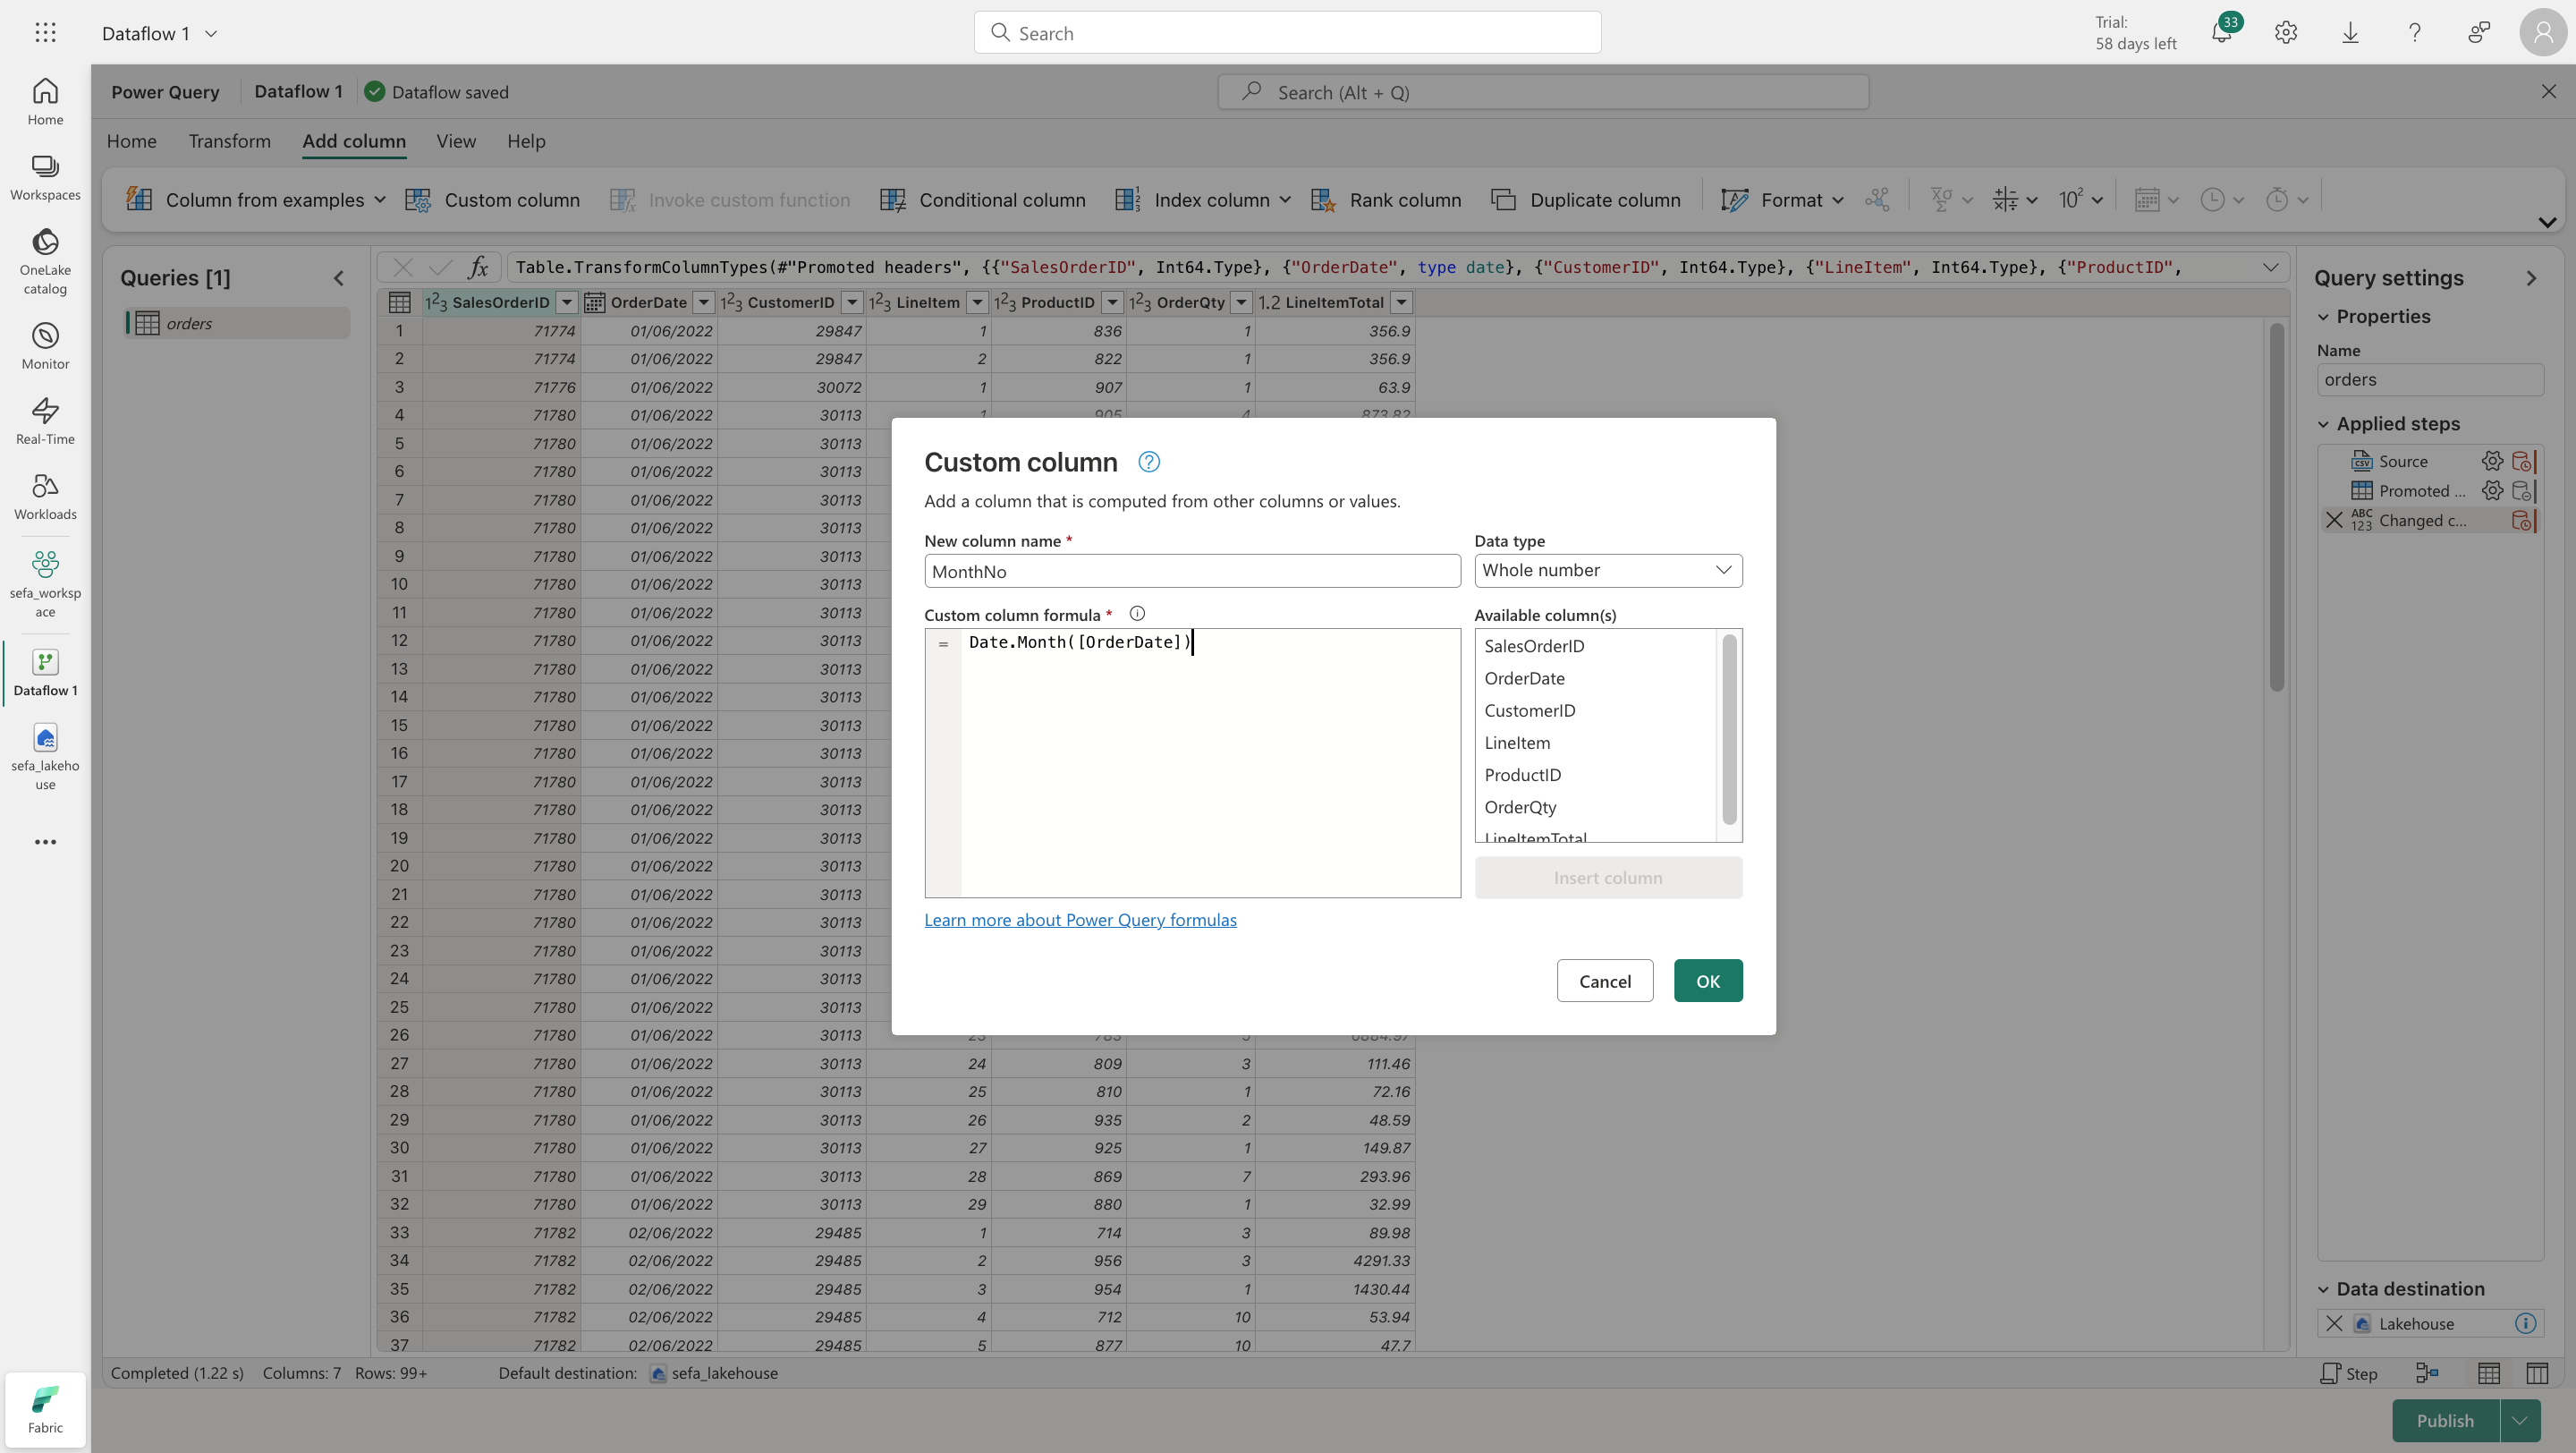 Dataflow 1
Search
Trial:
58 days left
33
Home
Workspaces
OneLake
catalog
Monitor
Real-Time
Workloads
sefa_worksp
ace
Dataflow 1
sefa_lakeho
use
Fabric
Power Query
Dataflow 1
Dataflow saved
Search (Alt + Q)
Home Transform Add column View Help
Column from examples Custom column Invoke custom function Conditional column Index column Rank column Duplicate column Format
Queries [1]
orders
fx Table.TransformColumnTypes(#"Promoted headers", {{"SalesOrderID", Int64.Type}, {"OrderDate", type date}, {"CustomerID", Int64.Type}, {"LineItem", Int64.Type}, {"ProductID",
SalesOrderID OrderDate CustomerID LineItem ProductID OrderQty 1.2 LineItemTotal
1 71774 01/06/2022 29847 1 836 1 356.9
2 71774 01/06/2022 29847 2 822 1 356.9
3 71776 01/06/2022 30072 1 907 1 63.9
4 71780 01/06/2022 30113 1 905 4 873.82
5 71780 01/06/2022 30113
6 71780 01/06/2022 30113
7 71780 01/06/2022 30113
8 71780 01/06/2022 30113
9 71780 01/06/2022 30113
10 71780 01/06/2022 30113
11 71780 01/06/2022 30113
12 71780 01/06/2022 30113
13 71780 01/06/2022 30113
14 71780 01/06/2022 30113
15 71780 01/06/2022 30113
16 71780 01/06/2022 30113
17 71780 01/06/2022 30113
18 71780 01/06/2022 30113
19 71780 01/06/2022 30113
20 71780 01/06/2022 30113
21 71780 01/06/2022 30113
22 71780 01/06/2022 30113
23 71780 01/06/2022 30113
24 71780 01/06/2022 30113
25 71780 01/06/2022 30113
26 71780 01/06/2022 30113
27 71780 01/06/2022 30113 24 809 3 111.46
28 71780 01/06/2022 30113 25 810 1 72.16
29 71780 01/06/2022 30113 26 935 2 48.59
30 71780 01/06/2022 30113 27 925 1 149.87
31 71780 01/06/2022 30113 28 869 7 293.96
32 71780 01/06/2022 30113 29 880 1 32.99
33 71782 02/06/2022 29485 1 714 3 89.98
34 71782 02/06/2022 29485 2 956 3 4291.33
35 71782 02/06/2022 29485 3 954 1 1430.44
36 71782 02/06/2022 29485 4 712 10 53.94
37 71782 02/06/2022 29485 5 877 10 47.7
Custom column
Add a column that is computed from other columns or values.
New column name *
MonthNo
Data type
Whole number
Custom column formula *
= Date.Month([OrderDate])
Available column(s)
SalesOrderID
OrderDate
CustomerID
LineItem
ProductID
OrderQty
LineItemTotal
Insert column
Learn more about Power Query formulas
Cancel OK
Query settings
Properties
Name
orders
Applied steps
Source
Promoted ...
Changed c...
Data destination
Lakehouse
Completed (1.22 s) Columns: 7 Rows: 99+ Default destination: sefa_lakehouse
Step
Publish